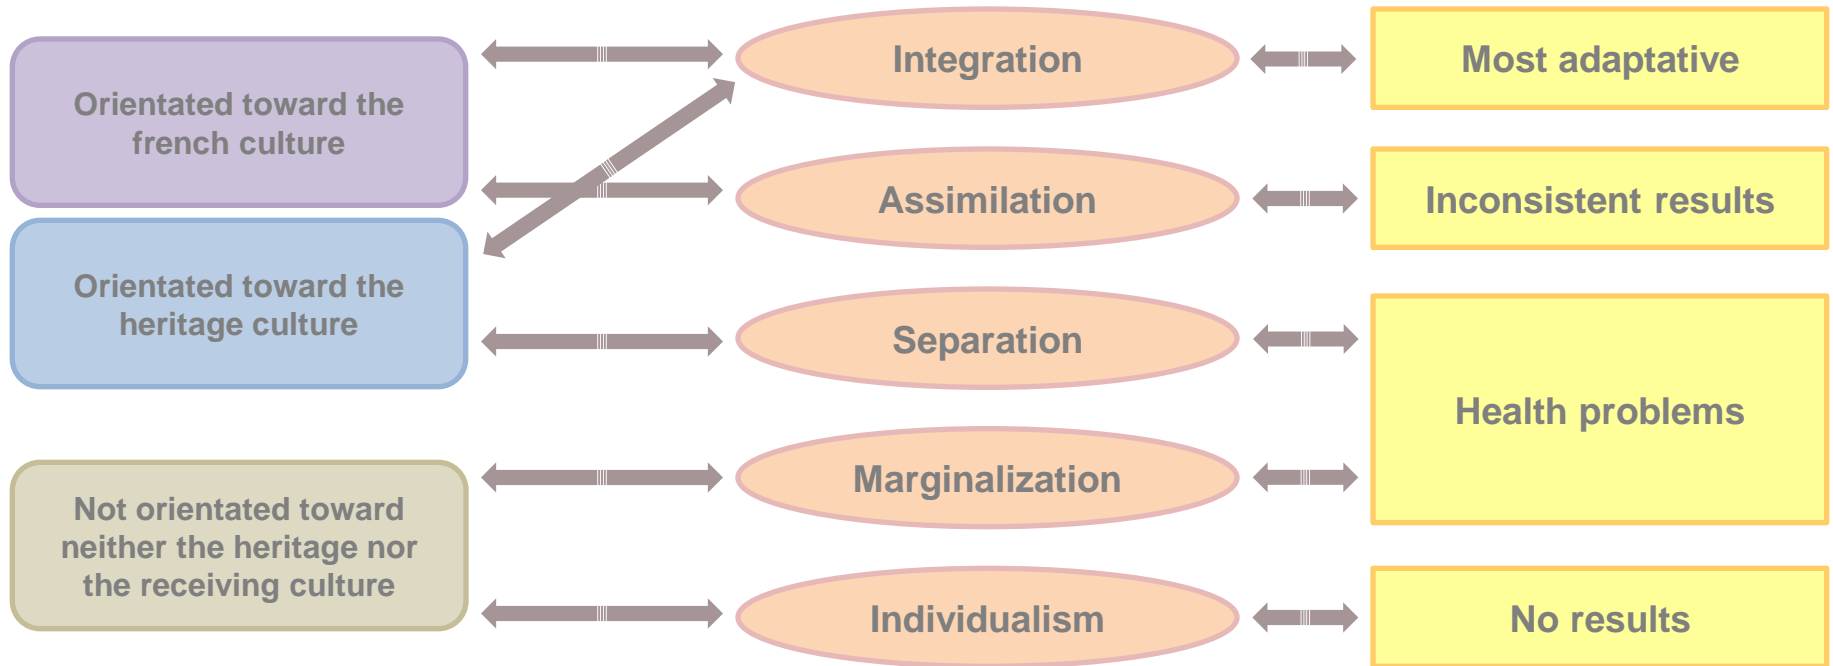 Orientated toward the
french culture
Orientated toward the
heritage culture
Not orientated toward
neither the heritage nor
the receiving culture
Integration
Assimilation
Separation
Marginalization
Individualism
Most adaptative
Inconsistent results
Health problems
No results